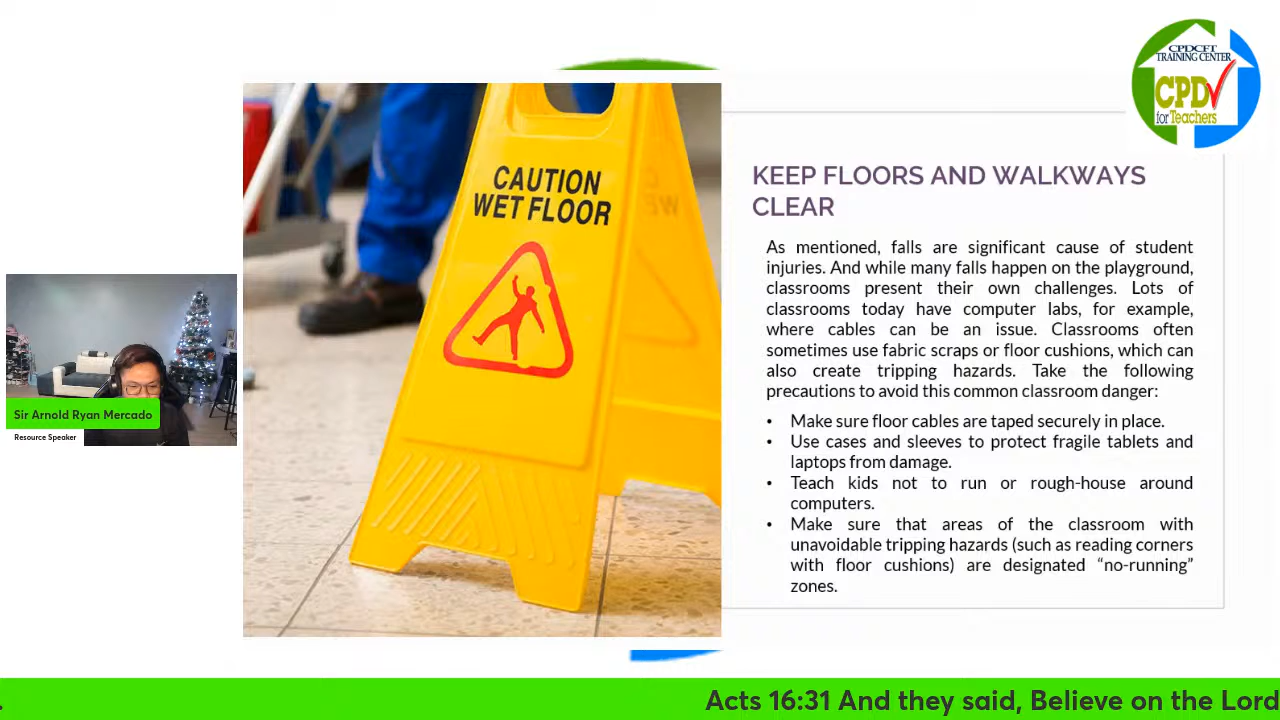 CPDCFT
TRAINING CENTER
CPD
for Teachers
CAUTION
WET FLOOR
KEEP FLOORS AND WALKWAYS
CLEAR
As mentioned, falls are significant cause of student
injuries. And while many falls happen on the playground,
classrooms present their own challenges. Lots of
classrooms today have computer labs, for example,
where cables can be an issue. Classrooms often
sometimes use fabric scraps or floor cushions, which can
also create tripping hazards. Take the following
precautions to avoid this common classroom danger:
• Make sure floor cables are taped securely in place.
• Use cases and sleeves to protect fragile tablets and
laptops from damage.
• Teach kids not to run or rough-house around
computers.
• Make sure that areas of the classroom with
unavoidable tripping hazards (such as reading corners
with floor cushions) are designated “no-running”
zones.
Sir Arnold Ryan Mercado
Resource Speaker
. Acts 16:31 And they said, Believe on the Lord